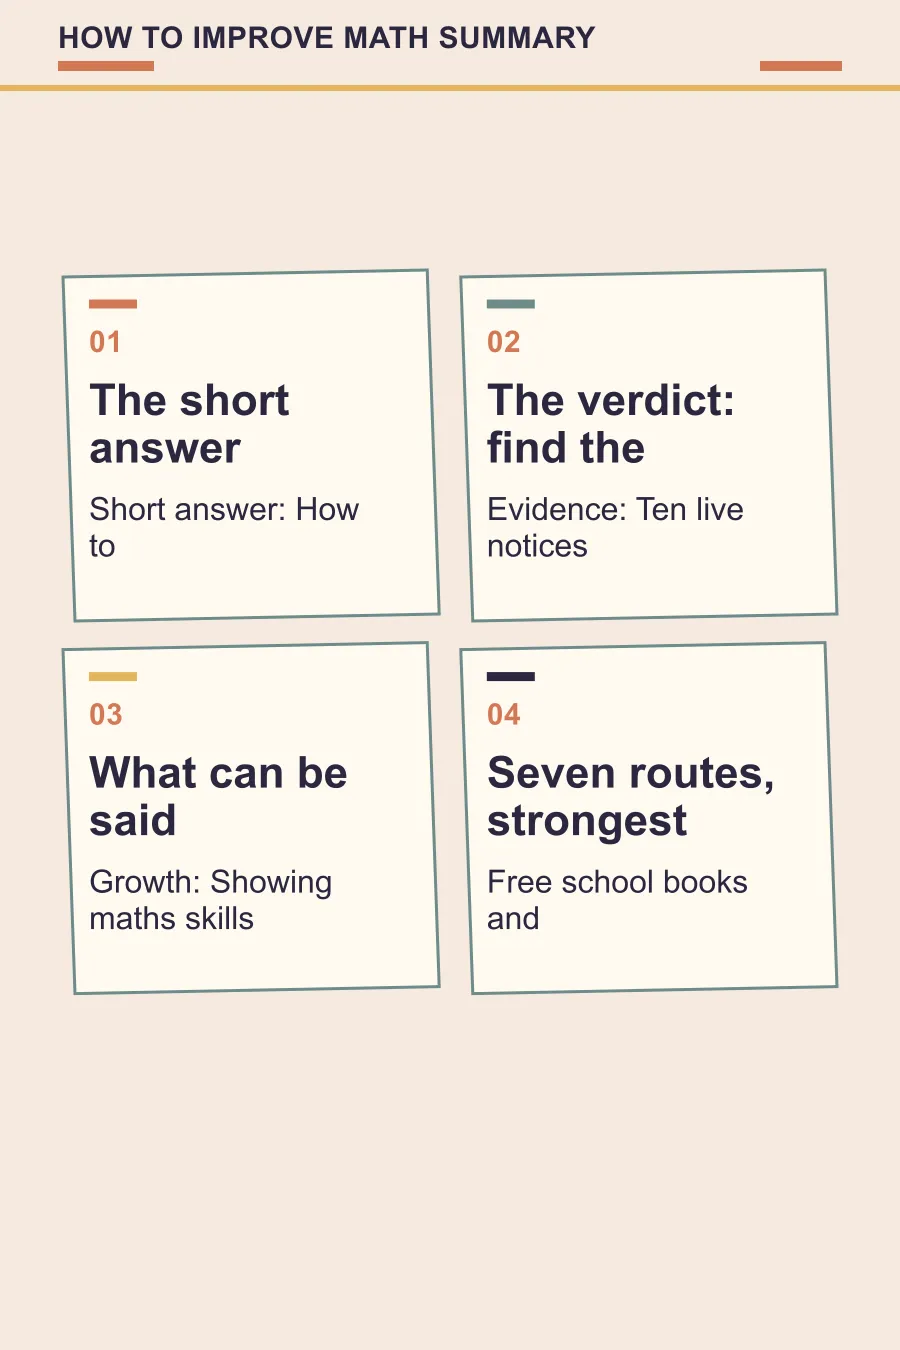 HOW TO IMPROVE MATH SUMMARY
01
The short
answer
Short answer: How
to
02
The verdict:
find the
Evidence: Ten live
notices
03
What can be
said
Growth: Showing
maths skills
04
Seven routes,
strongest
Free school books
and